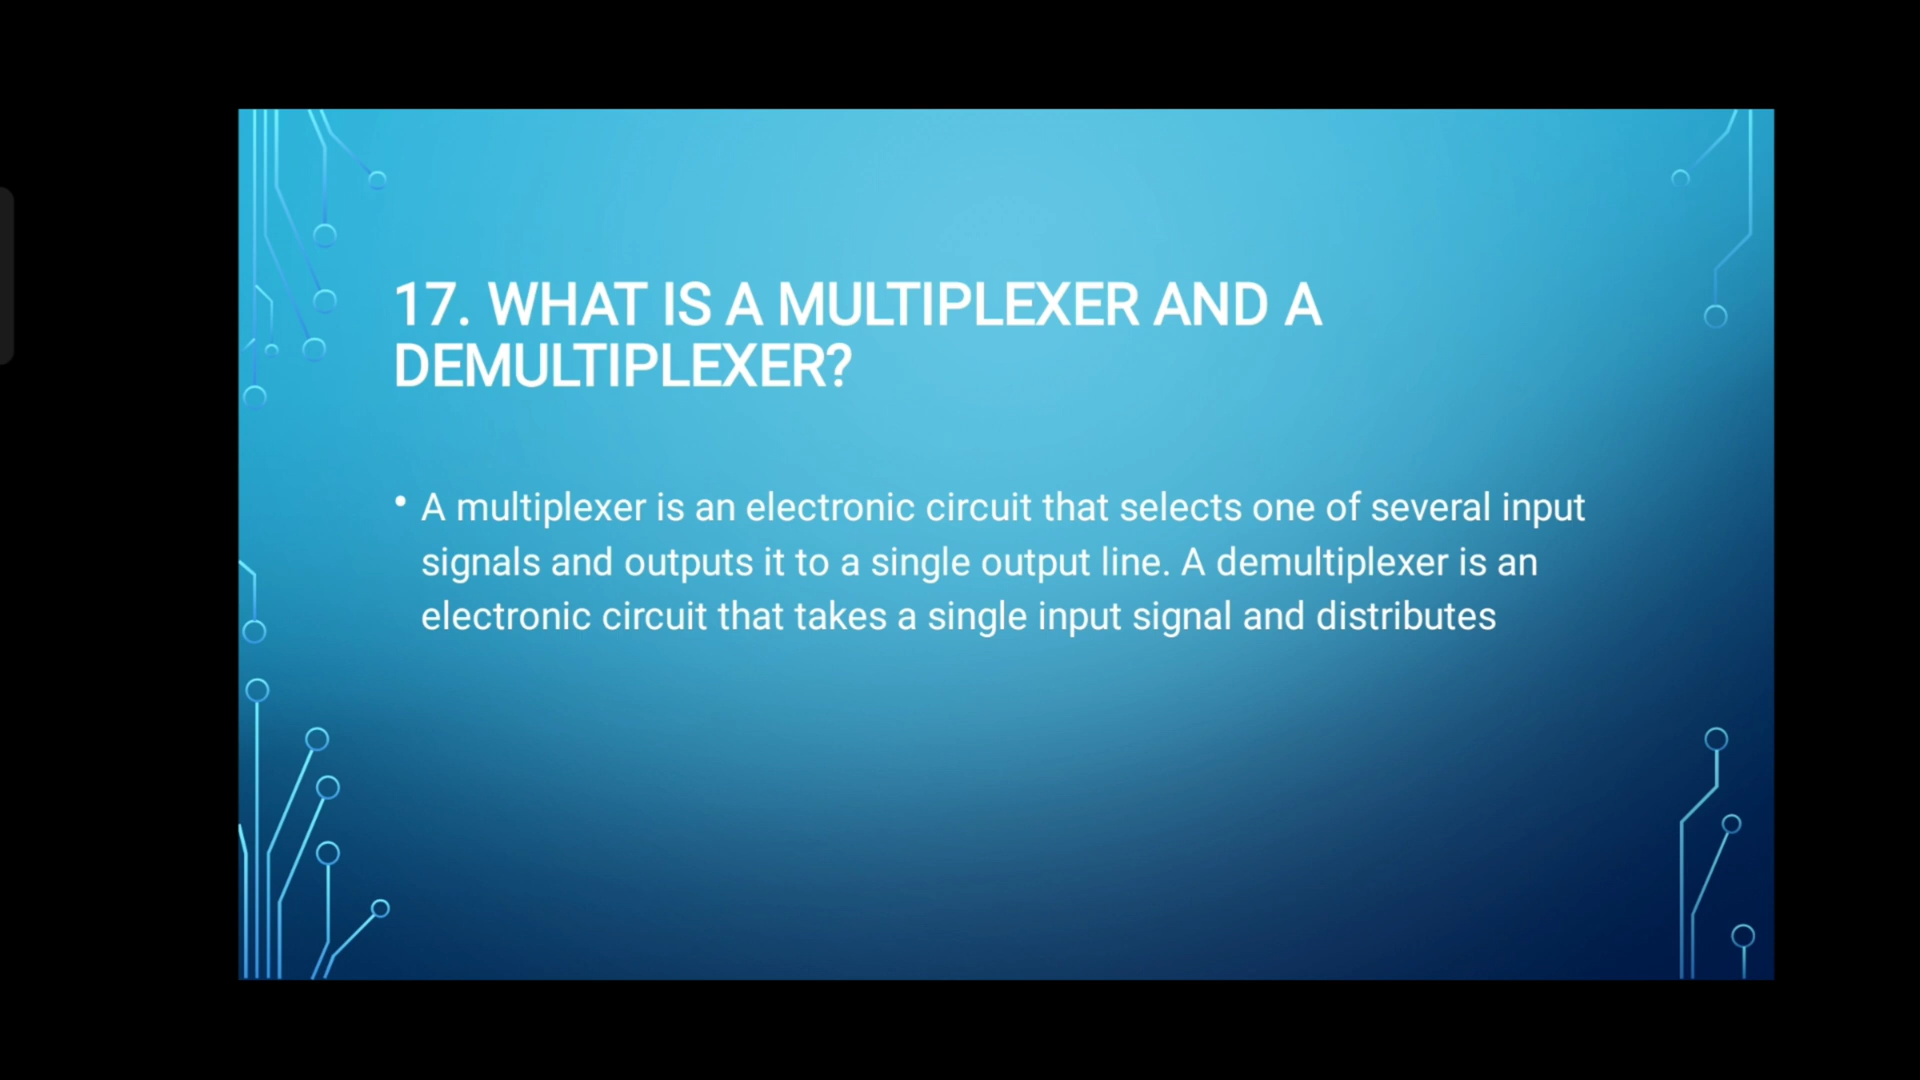 17. WHAT IS A MULTIPLEXER AND A
DEMULTIPLEXER?
• A multiplexer is an electronic circuit that selects one of several input
signals and outputs it to a single output line. A demultiplexer is an
electronic circuit that takes a single input signal and distributes